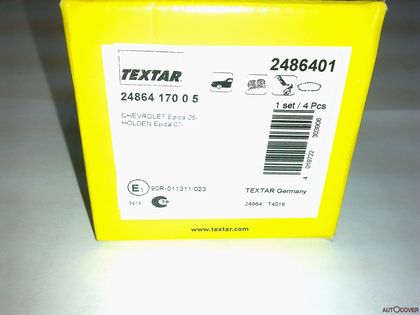 TEXTAR
2486401
24864 170 0 5
1 set / 4 Pcs
CHEVROLET Epica 05-
HOLDEN Epica 07-
E1 90R-011311-023
TEXTAR Germany
24864 T4016
www.textar.com
AUTOCOVER